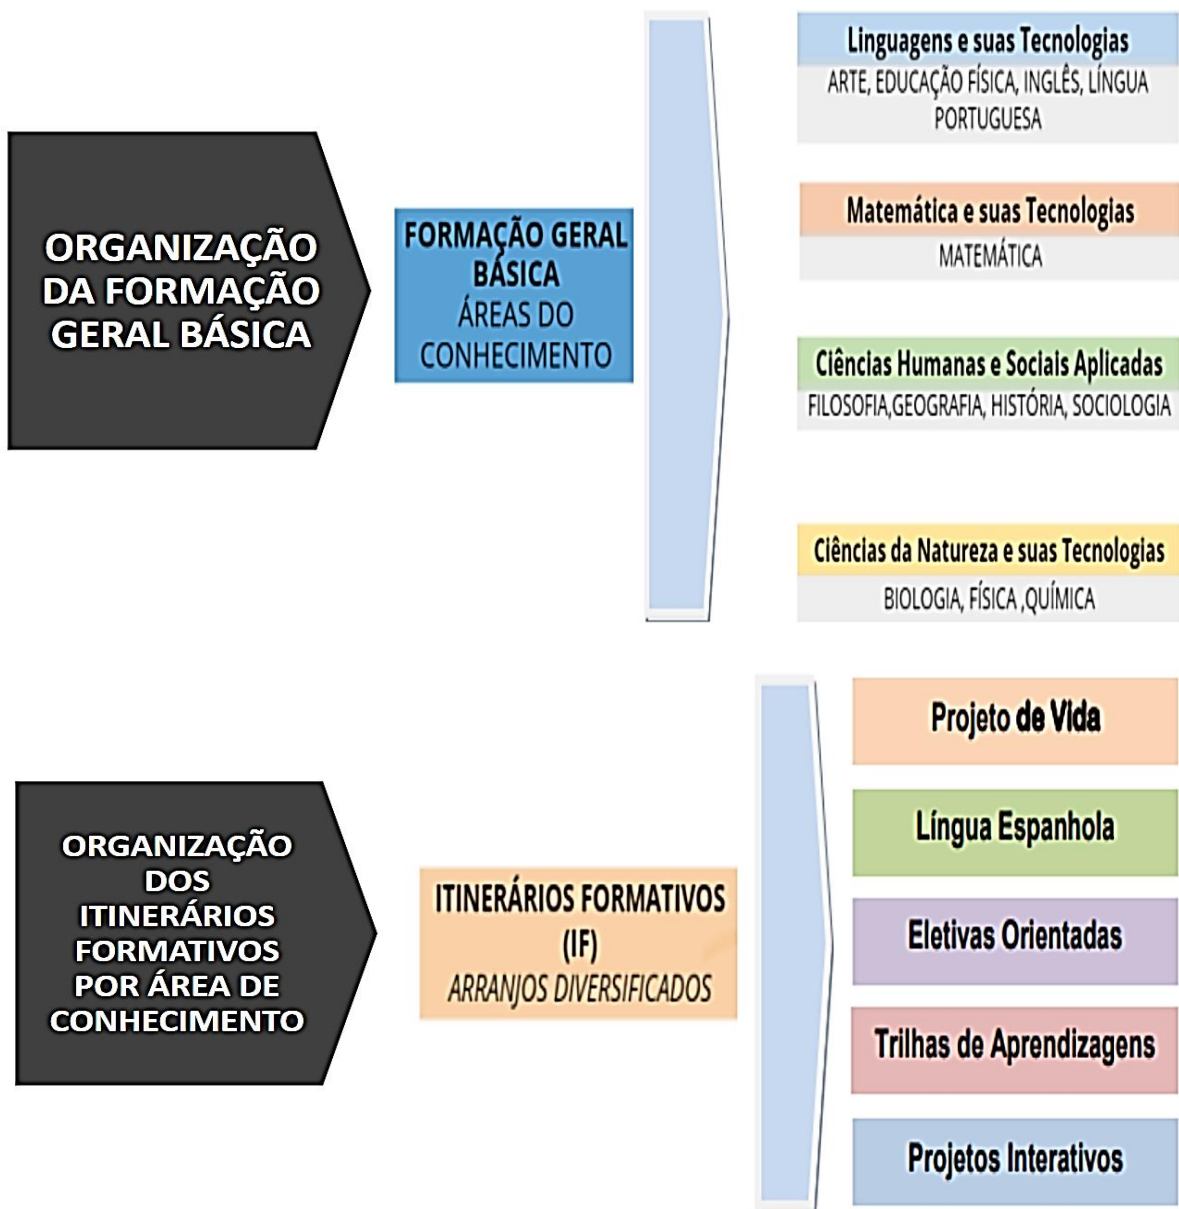 ORGANIZAÇÃO
DA FORMAÇÃO
GERAL BÁSICA
FORMAÇÃO GERAL
BÁSICA
ÁREAS DO
CONHECIMENTO
Linguagens e suas Tecnologias
ARTE, EDUCAÇÃO FÍSICA, INGLÊS, LÍNGUA
PORTUGUESA
Matemática e suas Tecnologias
MATEMÁTICA
Ciências Humanas e Sociais Aplicadas
FILOSOFIA,GEOGRAFIA, HISTÓRIA, SOCIOLOGIA
Ciências da Natureza e suas Tecnologias
BIOLOGIA, FÍSICA ,QUÍMICA
ORGANIZAÇÃO
DOS
ITINERÁRIOS
FORMATIVOS
POR ÁREA DE
CONHECIMENTO
ITINERÁRIOS FORMATIVOS
(IF)
ARRANJOS DIVERSIFICADOS
Projeto de Vida
Língua Espanhola
Eletivas Orientadas
Trilhas de Aprendizagens
Projetos Interativos